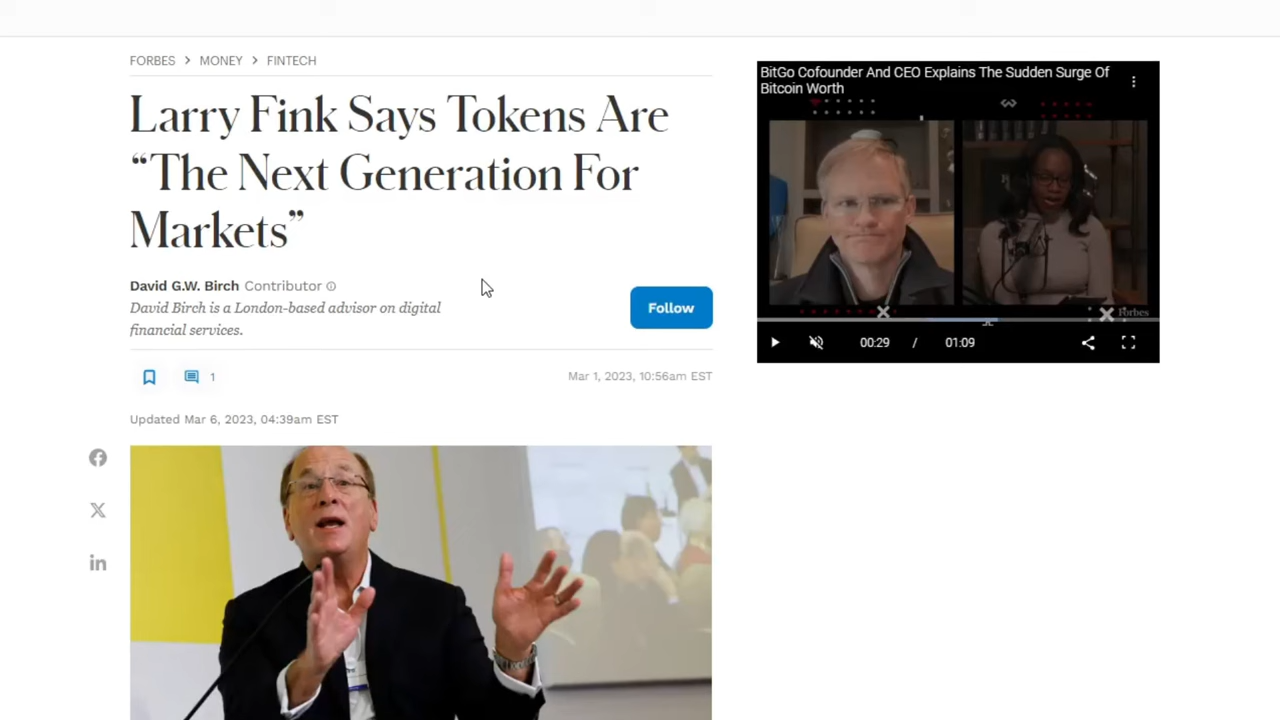 FORBES > MONEY > FINTECH
Larry Fink Says Tokens Are
“The Next Generation For
Markets”
David G.W. Birch Contributor
David Birch is a London-based advisor on digital
financial services.
Follow
1
Mar 1, 2023, 10:56am EST
Updated Mar 6, 2023, 04:39am EST
BitGo Cofounder And CEO Explains The Sudden Surge Of
Bitcoin Worth
Forbes
00:29 / 01:09